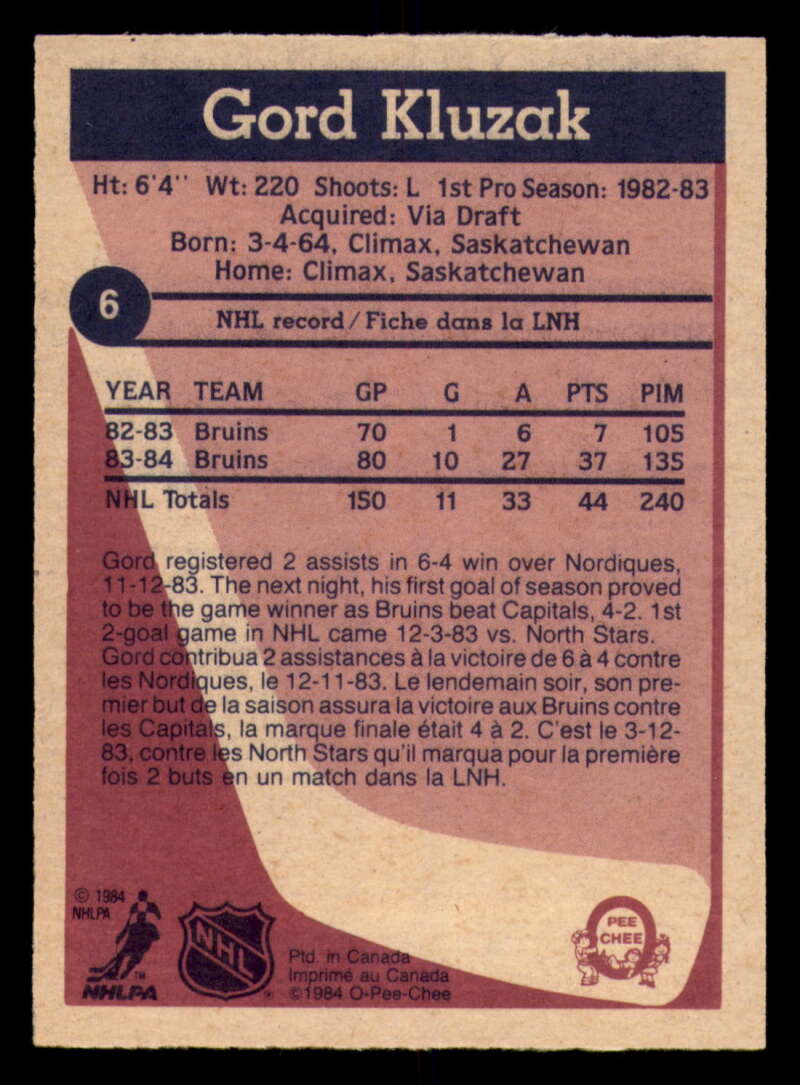 Gord Kluzak
Ht: 6'4" Wt: 220 Shoots: L 1st Pro Season: 1982-83
Acquired: Via Draft
Born: 3-4-64, Climax, Saskatchewan
Home: Climax, Saskatchewan
6
NHL record/Fiche dans la LNH
YEAR TEAM GP G A PTS PIM
82-83 Bruins 70 1 6 7 105
83-84 Bruins 80 10 27 37 135
NHL Totals 150 11 33 44 240
Gord registered 2 assists in 6-4 win over Nordiques,
11-12-83. The next night, his first goal of season proved
to be the game winner as Bruins beat Capitals, 4-2. 1st
2-goal game in NHL came 12-3-83 vs. North Stars.
Gord contribua 2 assistances à la victoire de 6 à 4 contre
les Nordiques, le 12-11-83. Le lendemain soir, son pre-
mier but de la saison assura la victoire aux Bruins contre
les Capitals, la marque finale était 4 à 2. C'est le 3-12-
83, contre les North Stars qu'il marqua pour la première
fois 2 buts en un match dans la LNH.
© 1984
NHLPA
TM
NHLPA
NHL
Ptd. in Canada
Imprimé au Canada
©1984 O-Pee-Chee
PEE
CHEE